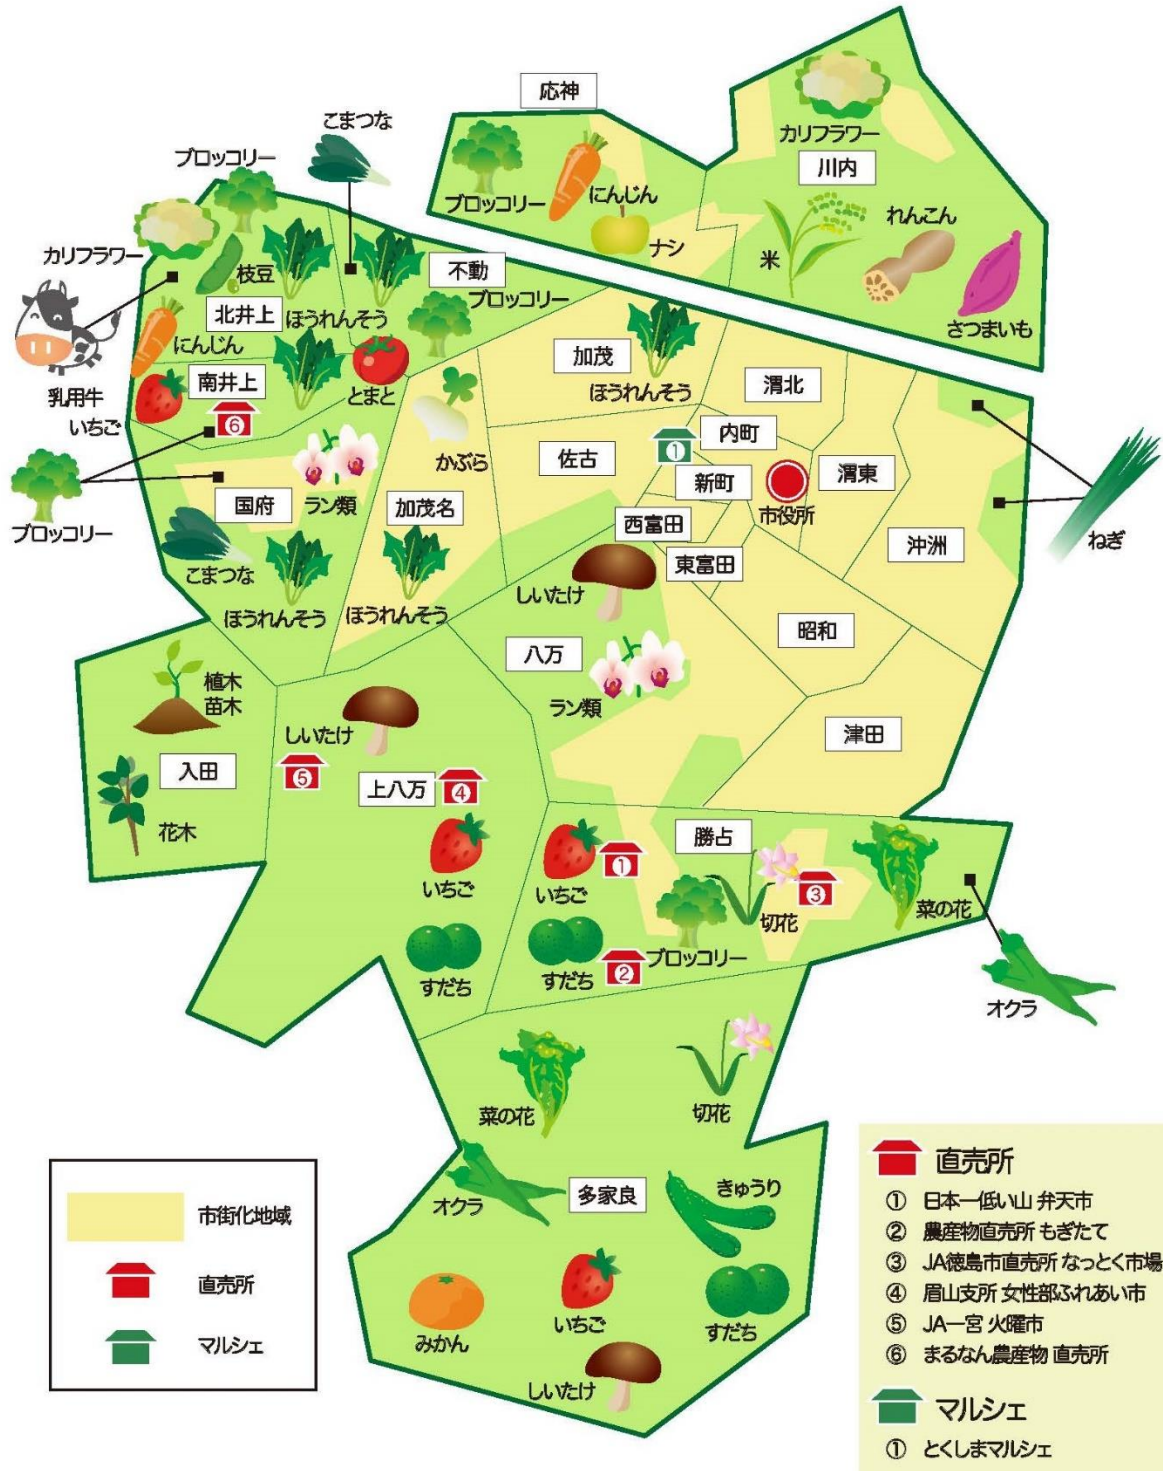 応神
カリフラワー
川内
こまつな
ブロッコリー
ブロッコリー
にんじん
ナシ
米
れんこん
さつまいも
カリフラワー
枝豆
不動
ブロッコリー
北井上
ほうれんそう
にんじん
乳用牛
いちご
南井上
⑥
とまと
加茂
ほうれんそう
渭北
内町
①
かぶら
佐古
新町
渭東
市役所
ブロッコリー
国府
ラン類
加茂名
西富田
東富田
沖洲
ねぎ
こまつな
ほうれんそう
ほうれんそう
しいたけ
八万
ラン類
昭和
津田
植木
苗木
入田
花木
しいたけ
⑤
上八万
④
いちご
すだち
勝占
いちご
①
切花
③
菜の花
すだち
②
ブロッコリー
オクラ
菜の花
切花
オクラ
多家良
きゅうり
みかん
いちご
すだち
しいたけ
市街化地域
直売所
マルシェ
直売所
① 日本一低い山 弁天市
② 農産物直売所 もぎたて
③ JA徳島市直売所 なっとく市場
④ 眉山支所 女性部ふれあい市
⑤ JA一宮 火曜市
⑥ まるなん農産物 直売所
マルシェ
① とくしまマルシェ